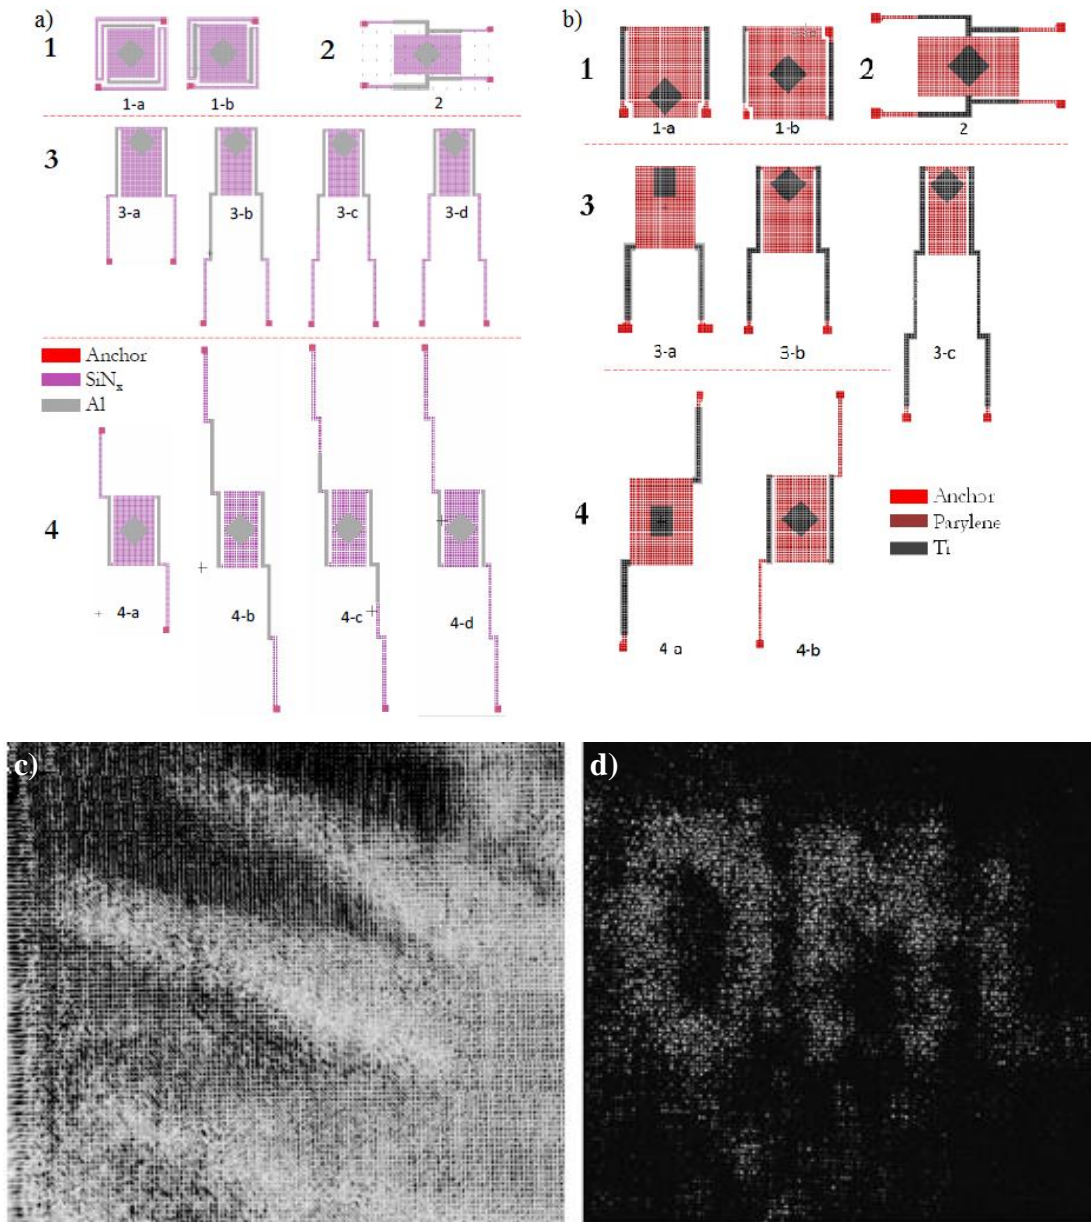 a)
1
1-a 1-b
2
2
3
3-a 3-b 3-c 3-d
Anchor
SiNx
Al
4
4-a 4-b 4-c 4-d
b)
1
1-a 1-b
2
2
3
3-a 3-b 3-c
4
4-a 4-b
Anchor
Parylene
Ti
c)
d)
OMi